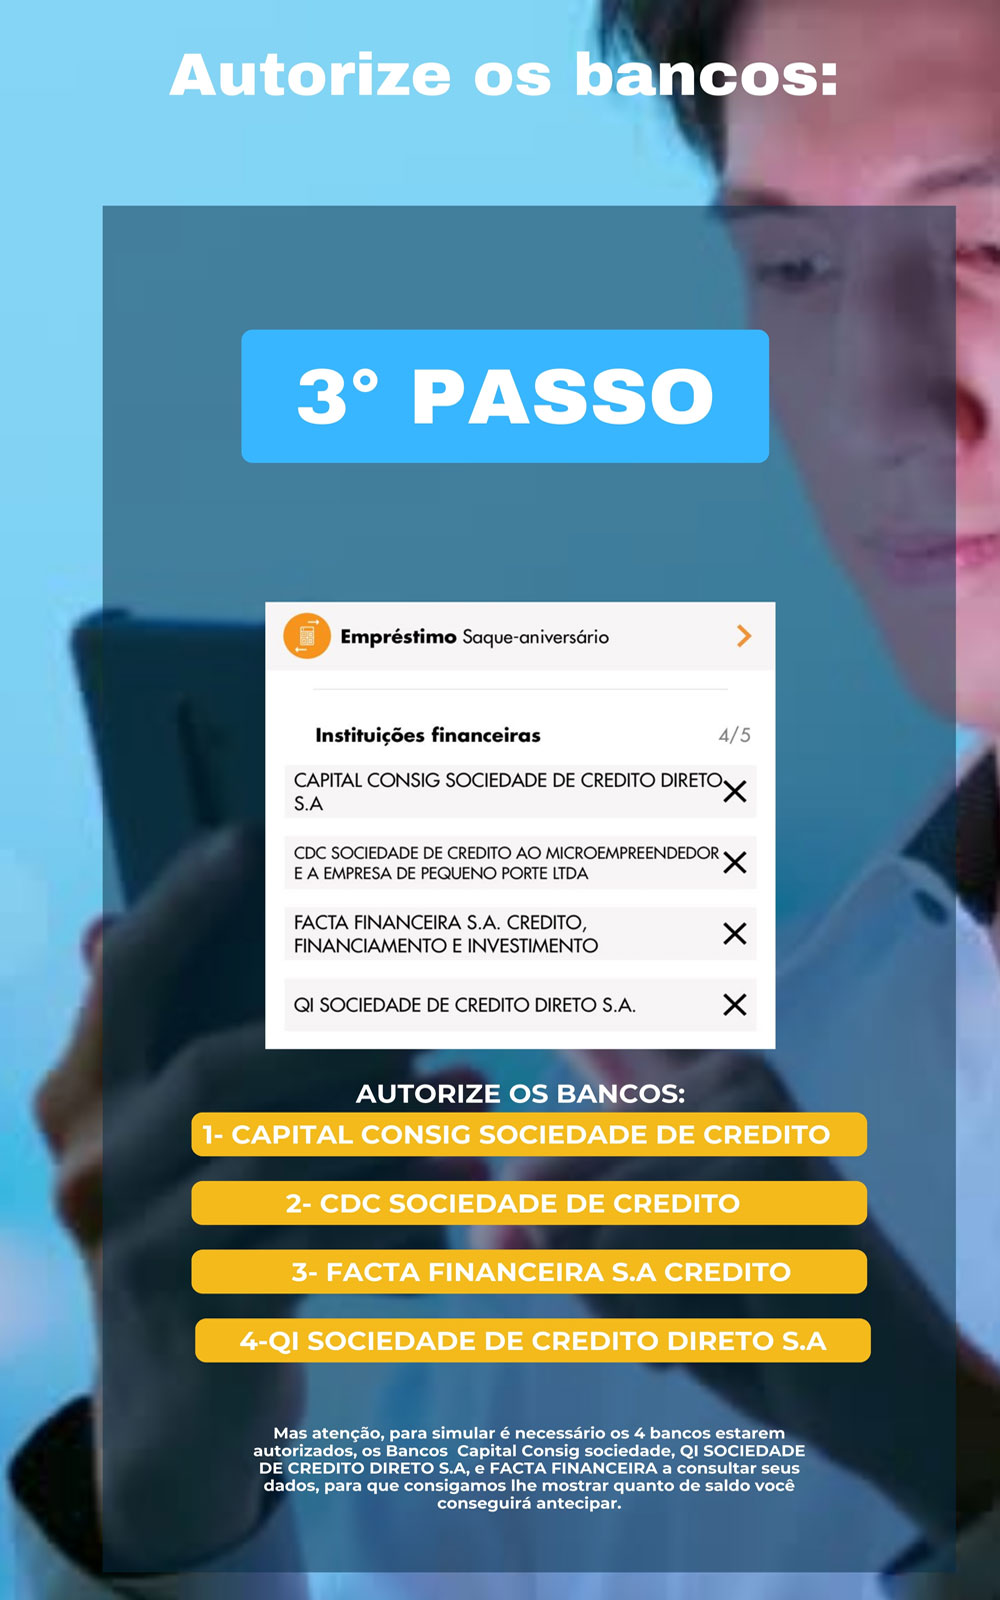 Autorize os bancos:
3° PASSO
Empréstimo Saque-aniversário
Instituições financeiras 4/5
CAPITAL CONSIG SOCIEDADE DE CREDITO DIRETO
S.A
CDC SOCIEDADE DE CREDITO AO MICROEMPREENDEDOR
E A EMPRESA DE PEQUENO PORTE LTDA
FACTA FINANCEIRA S.A. CREDITO,
FINANCIAMENTO E INVESTIMENTO
QI SOCIEDADE DE CREDITO DIRETO S.A.
AUTORIZE OS BANCOS:
1- CAPITAL CONSIG SOCIEDADE DE CREDITO
2- CDC SOCIEDADE DE CREDITO
3- FACTA FINANCEIRA S.A CREDITO
4-QI SOCIEDADE DE CREDITO DIRETO S.A
Mas atenção, para simular é necessário os 4 bancos estarem
autorizados, os Bancos Capital Consig sociedade, QI SOCIEDADE
DE CREDITO DIRETO S.A, e FACTA FINANCEIRA a consultar seus
dados, para que consigamos lhe mostrar quanto de saldo você
conseguirá antecipar.